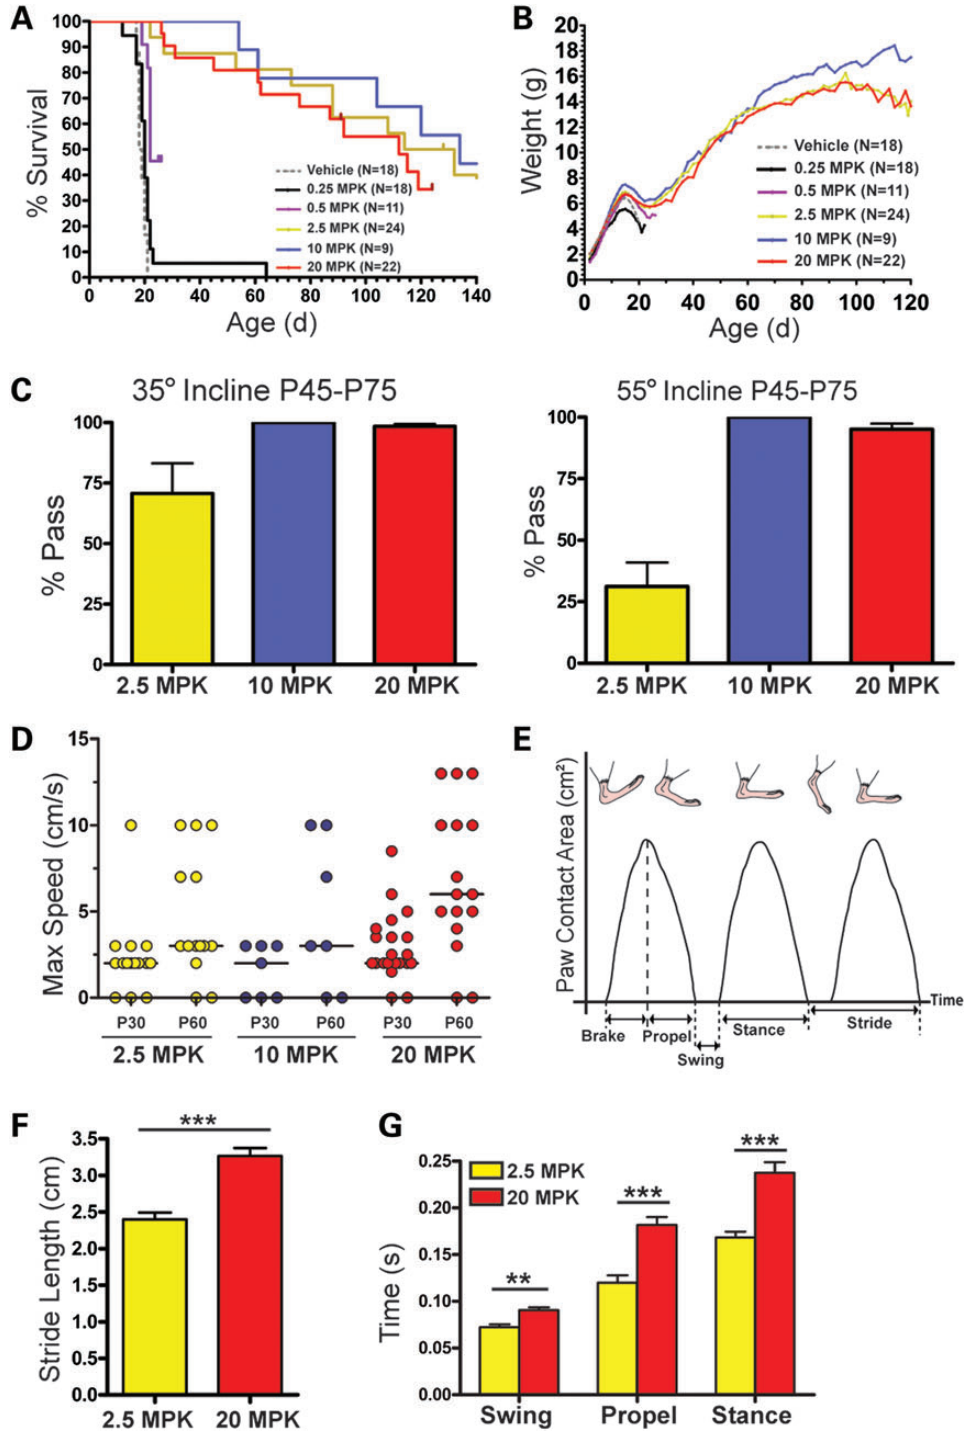 A
% Survival
100
90
80
70
60
50
40
30
20
10
0
0 20 40 60 80 100 120 140
Age (d)
Vehicle (N=18)
0.25 MPK (N=18)
0.5 MPK (N=11)
2.5 MPK (N=24)
10 MPK (N=9)
20 MPK (N=22)
B
Weight (g)
20
18
16
14
12
10
8
6
4
2
0
0 20 40 60 80 100 120
Age (d)
Vehicle (N=18)
0.25 MPK (N=18)
0.5 MPK (N=11)
2.5 MPK (N=24)
10 MPK (N=9)
20 MPK (N=22)
C
35° Incline P45-P75
% Pass
100
75
50
25
0
2.5 MPK 10 MPK 20 MPK
55° Incline P45-P75
% Pass
100
75
50
25
0
2.5 MPK 10 MPK 20 MPK
D
Max Speed (cm/s)
15
10
5
0
P30 P60 P30 P60 P30 P60
2.5 MPK 10 MPK 20 MPK
E
Paw Contact Area (cm²)
Time
Brake Propel Stance Stride
Swing
F
Stride Length (cm)
***
3.5
3.0
2.5
2.0
1.5
1.0
0.5
0.0
2.5 MPK 20 MPK
G
Time (s)
0.25
0.20
0.15
0.10
0.05
0.00
2.5 MPK
20 MPK
** *** ***
Swing Propel Stance